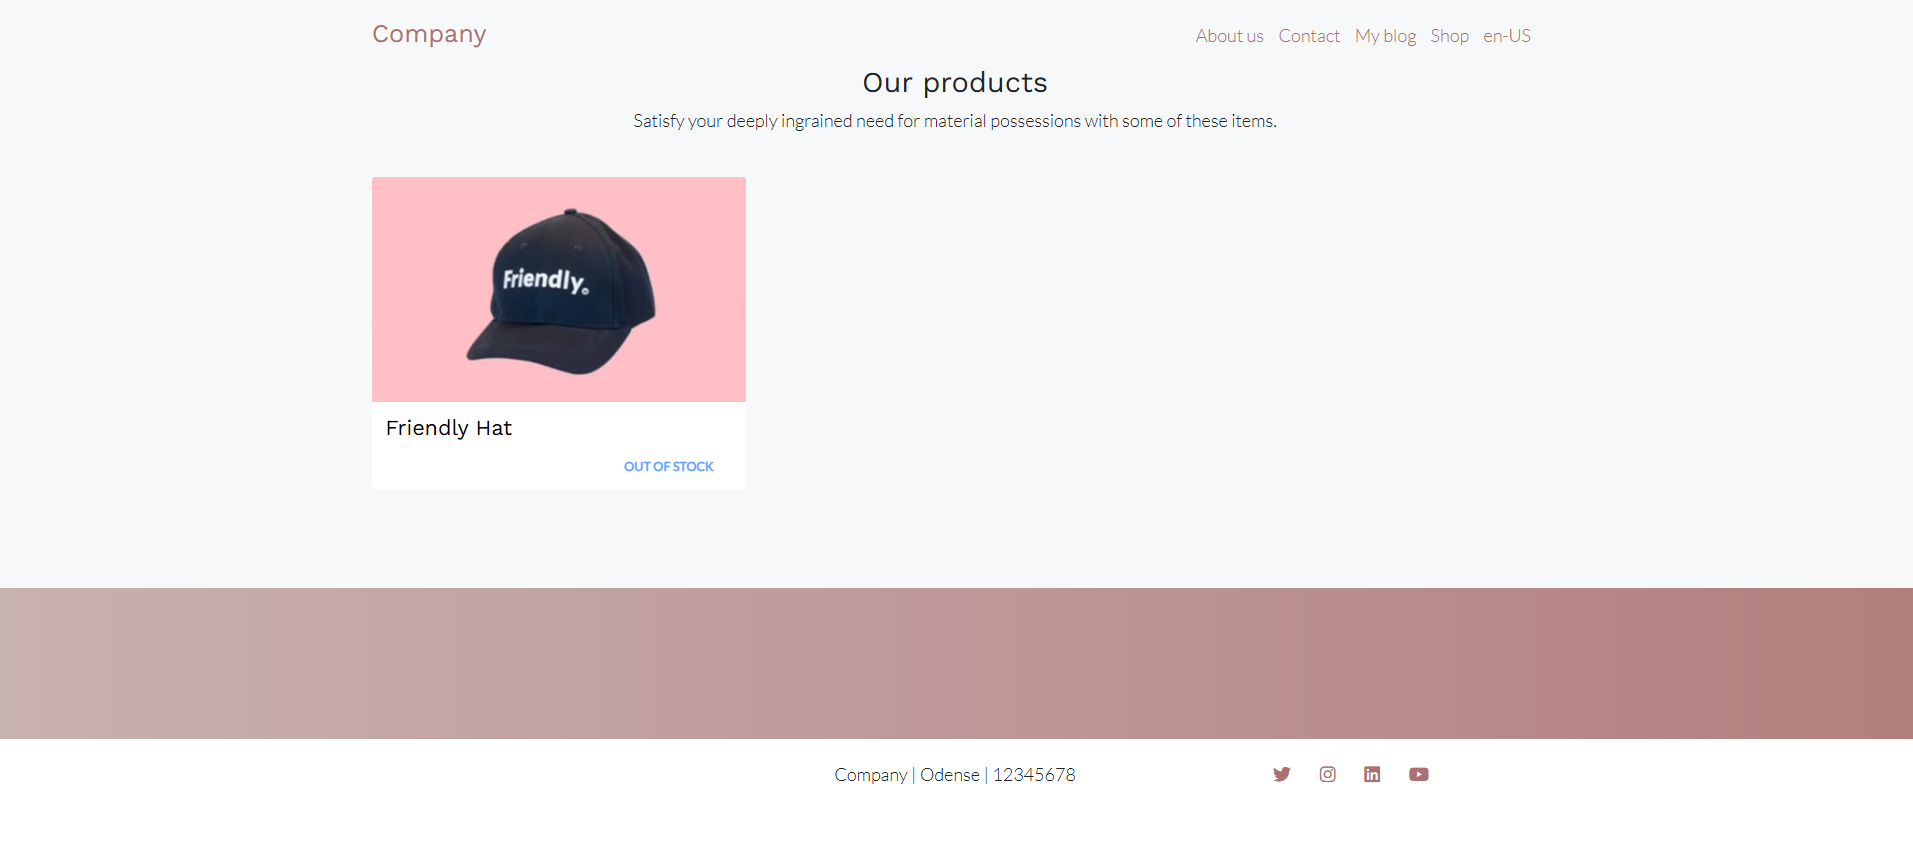 Company
About us Contact My blog Shop en-US
Our products
Satisfy your deeply ingrained need for material possessions with some of these items.
Friendly.
Friendly Hat
OUT OF STOCK
Company | Odense | 12345678